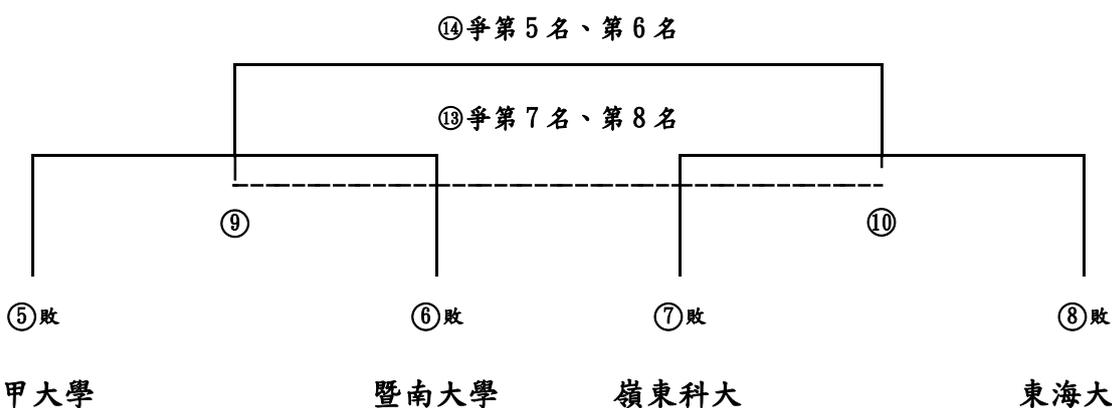 ⑭爭第5名、第6名
⑬爭第7名、第8名
⑨ ⑩
⑤敗 ⑥敗 ⑦敗 ⑧敗
甲大學 暨南大學 嶺東科大 東海大